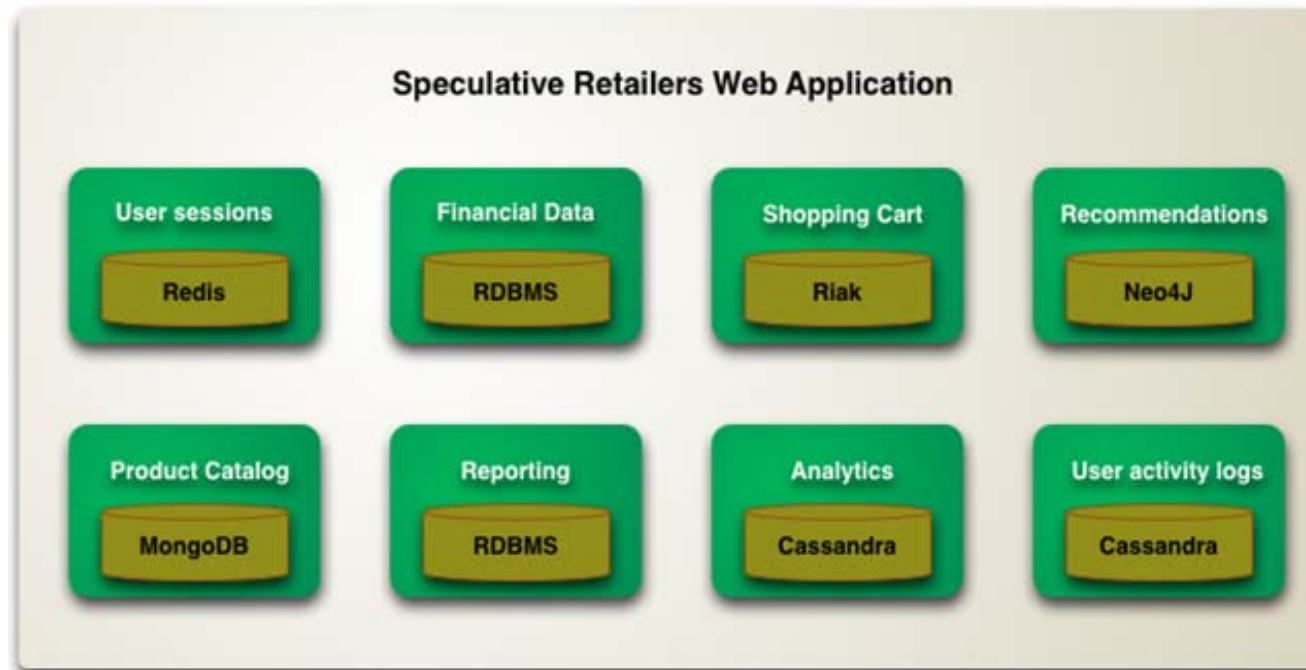 Speculative Retailers Web Application
User sessions
Redis
Financial Data
RDBMS
Shopping Cart
Riak
Recommendations
Neo4J
Product Catalog
MongoDB
Reporting
RDBMS
Analytics
Cassandra
User activity logs
Cassandra